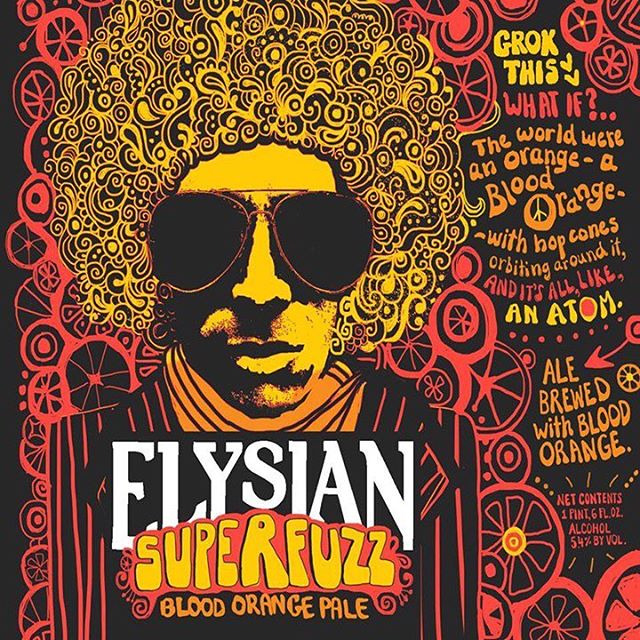 GROK
THIS
WHAT IF?...
The world were
an orange - a
Blood
Orange -
- with hop cones
orbiting around it,
AND IT'S ALL, LIKE,
AN ATOM.
ALE
BREWED
with BLOOD
ORANGE.
NET CONTENTS
1 PINT, 6 FL. OZ.
ALCOHOL
5.4% BY VOL.
ELYSIAN
SUPERFUZZ
BLOOD ORANGE PALE